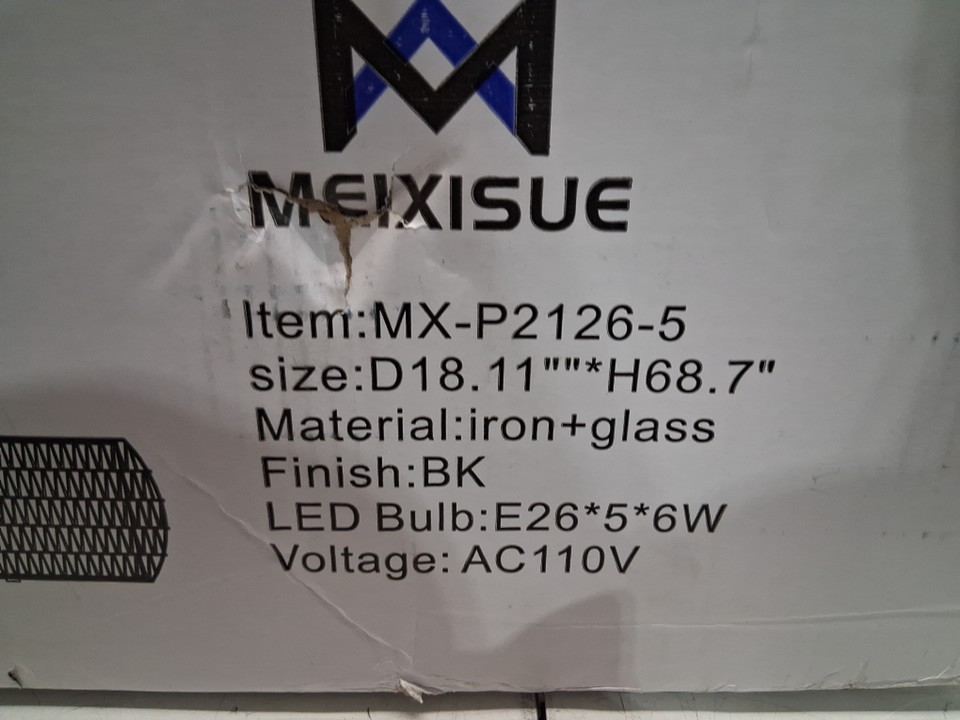 MEIXISUE
Item:MX-P2126-5
size:D18.11""*H68.7"
Material:iron+glass
Finish:BK
LED Bulb:E26*5*6W
Voltage: AC110V